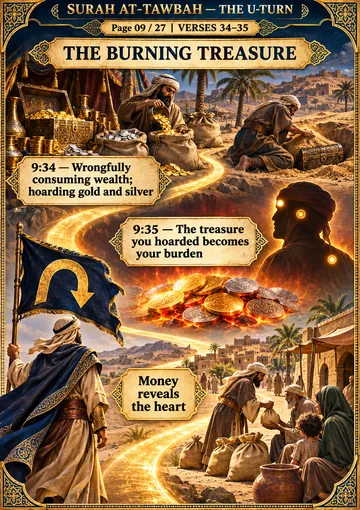 SURAH AT-TAWBAH — THE U-TURN
Page 09 / 27 | VERSES 34–35
THE BURNING TREASURE
9:34 — Wrongfully
consuming wealth;
hoarding gold and silver
9:35 — The treasure
you hoarded becomes
your burden
Money
reveals
the heart